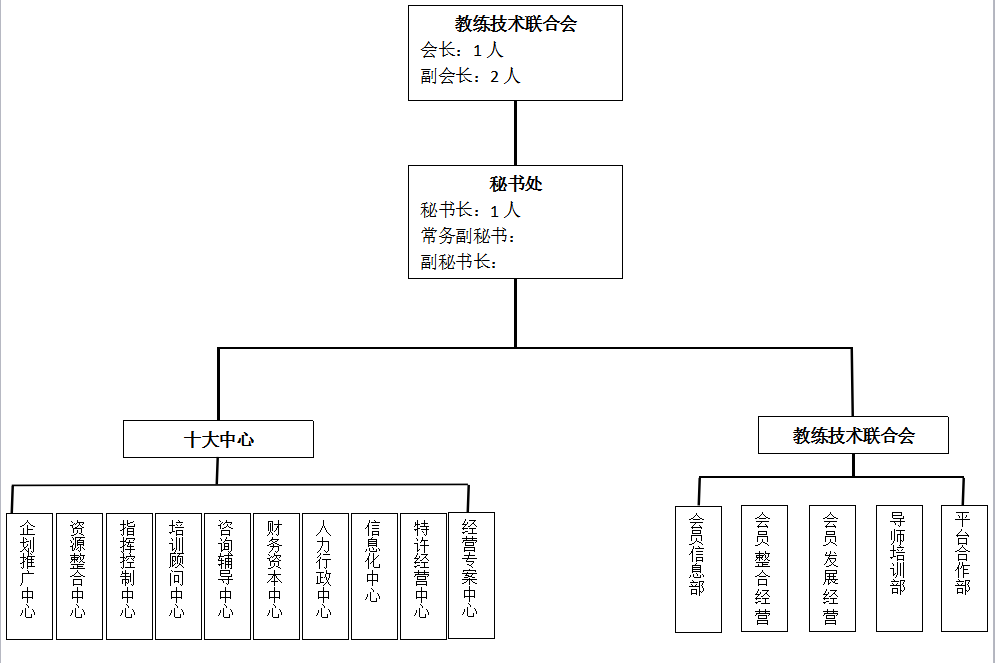 教练技术联合会
会长：1人
副会长：2人
秘书处
秘书长：1人
常务副秘书：
副秘书长：
十大中心
教练技术联合会
企划推广中心
资源整合中心
指挥控制中心
培训顾问中心
咨询辅导中心
财务资本中心
人力行政中心
信息化中心
特许经营中心
经营专案中心
会员信息部
会员整合经营
会员发展经营
导师培训部
平台合作部